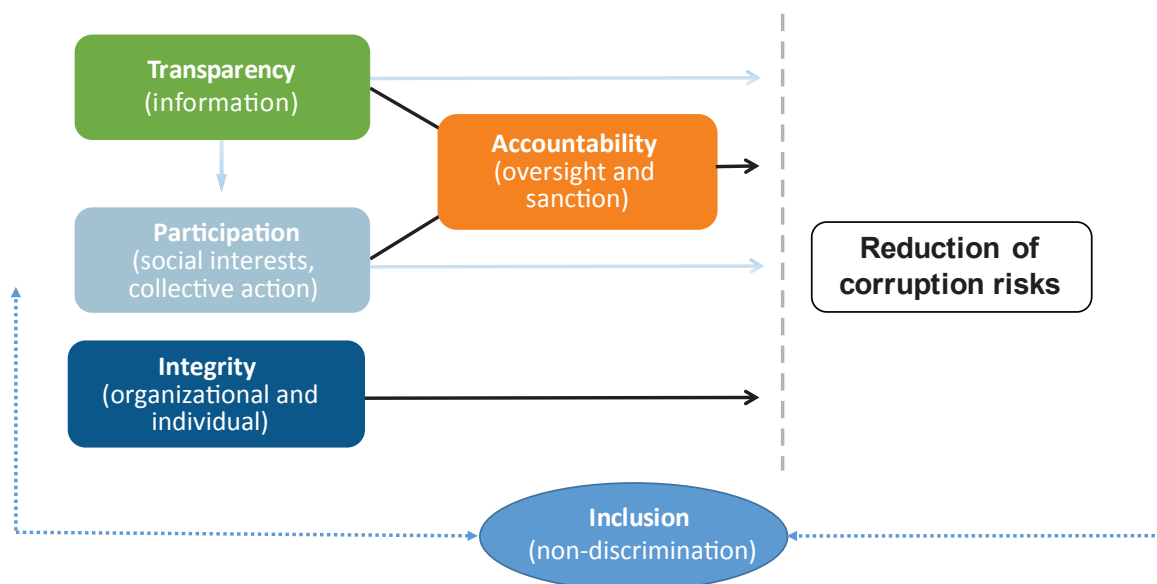 Transparency
(information)
Accountability
(oversight and
sanction)
Participation
(social interests,
collective action)
Reduction of
corruption risks
Integrity
(organizational and
individual)
Inclusion
(non-discrimination)